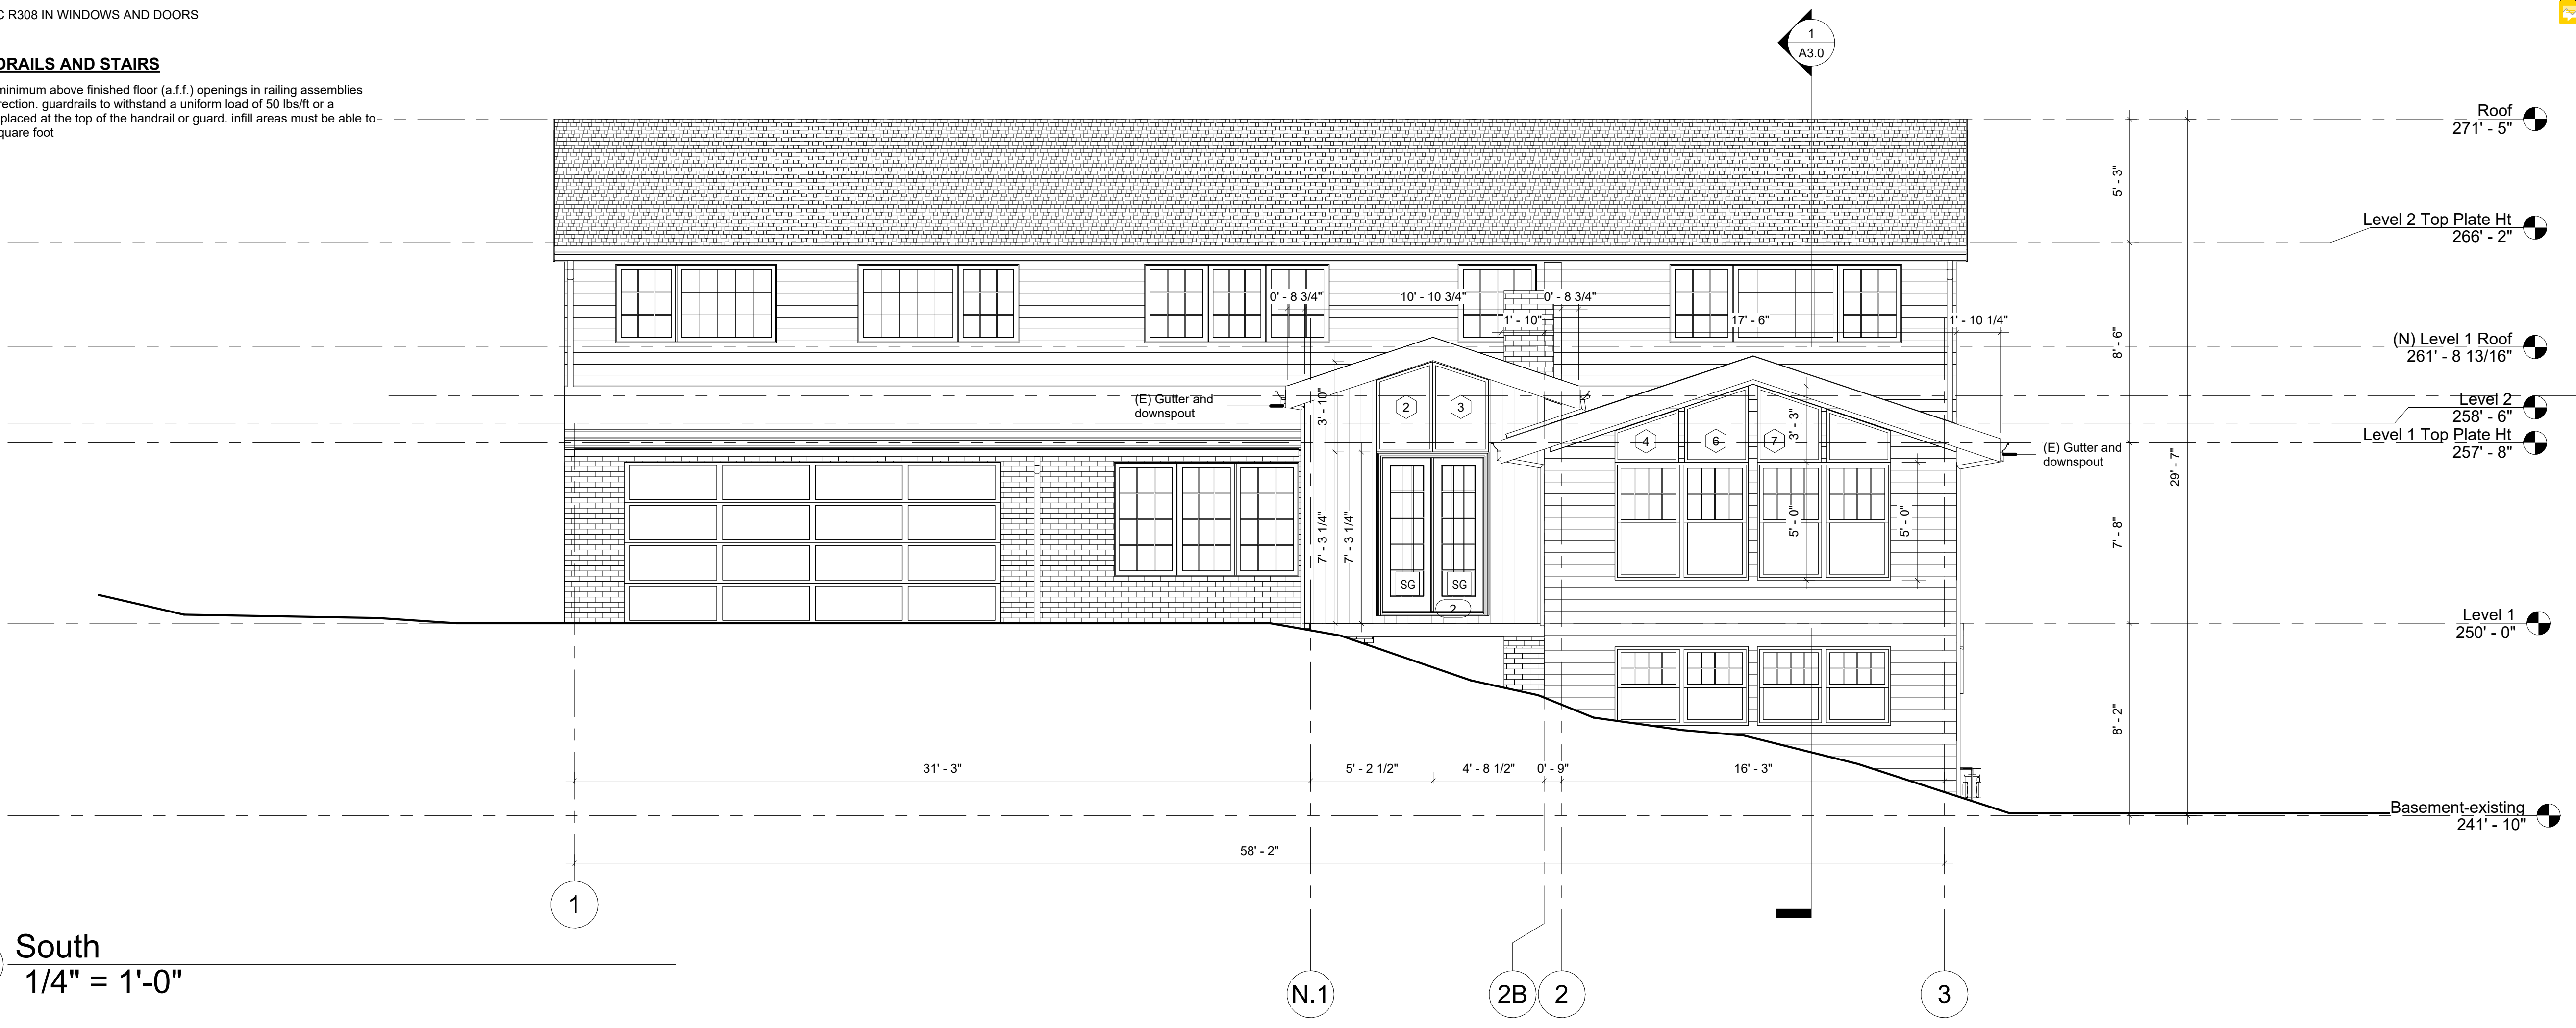 C R308 IN WINDOWS AND DOORS
DRAILS AND STAIRS
minimum above finished floor (a.f.f.) openings in railing assemblies
rection. guardrails to withstand a uniform load of 50 lbs/ft or a
placed at the top of the handrail or guard. infill areas must be able to
quare foot
1
A3.0
Roof
271' - 5"
5' - 3"
Level 2 Top Plate Ht
266' - 2"
0' - 8 3/4"
10' - 10 3/4"
0' - 8 3/4"
1' - 10"
17' - 6"
1' - 10 1/4"
8' - 6"
(N) Level 1 Roof
261' - 8 13/16"
(E) Gutter and
downspout
3' - 10"
2
3
4
6
7
3' - 3"
Level 2
258' - 6"
Level 1 Top Plate Ht
257' - 8"
(E) Gutter and
downspout
29' - 7"
7' - 3 1/4"
7' - 3 1/4"
5' - 0"
5' - 0"
7' - 8"
SG
SG
2
Level 1
250' - 0"
8' - 2"
31' - 3"
5' - 2 1/2"
4' - 8 1/2"
0' - 9"
16' - 3"
Basement-existing
241' - 10"
58' - 2"
1
South
1/4" = 1'-0"
N.1
2B
2
3